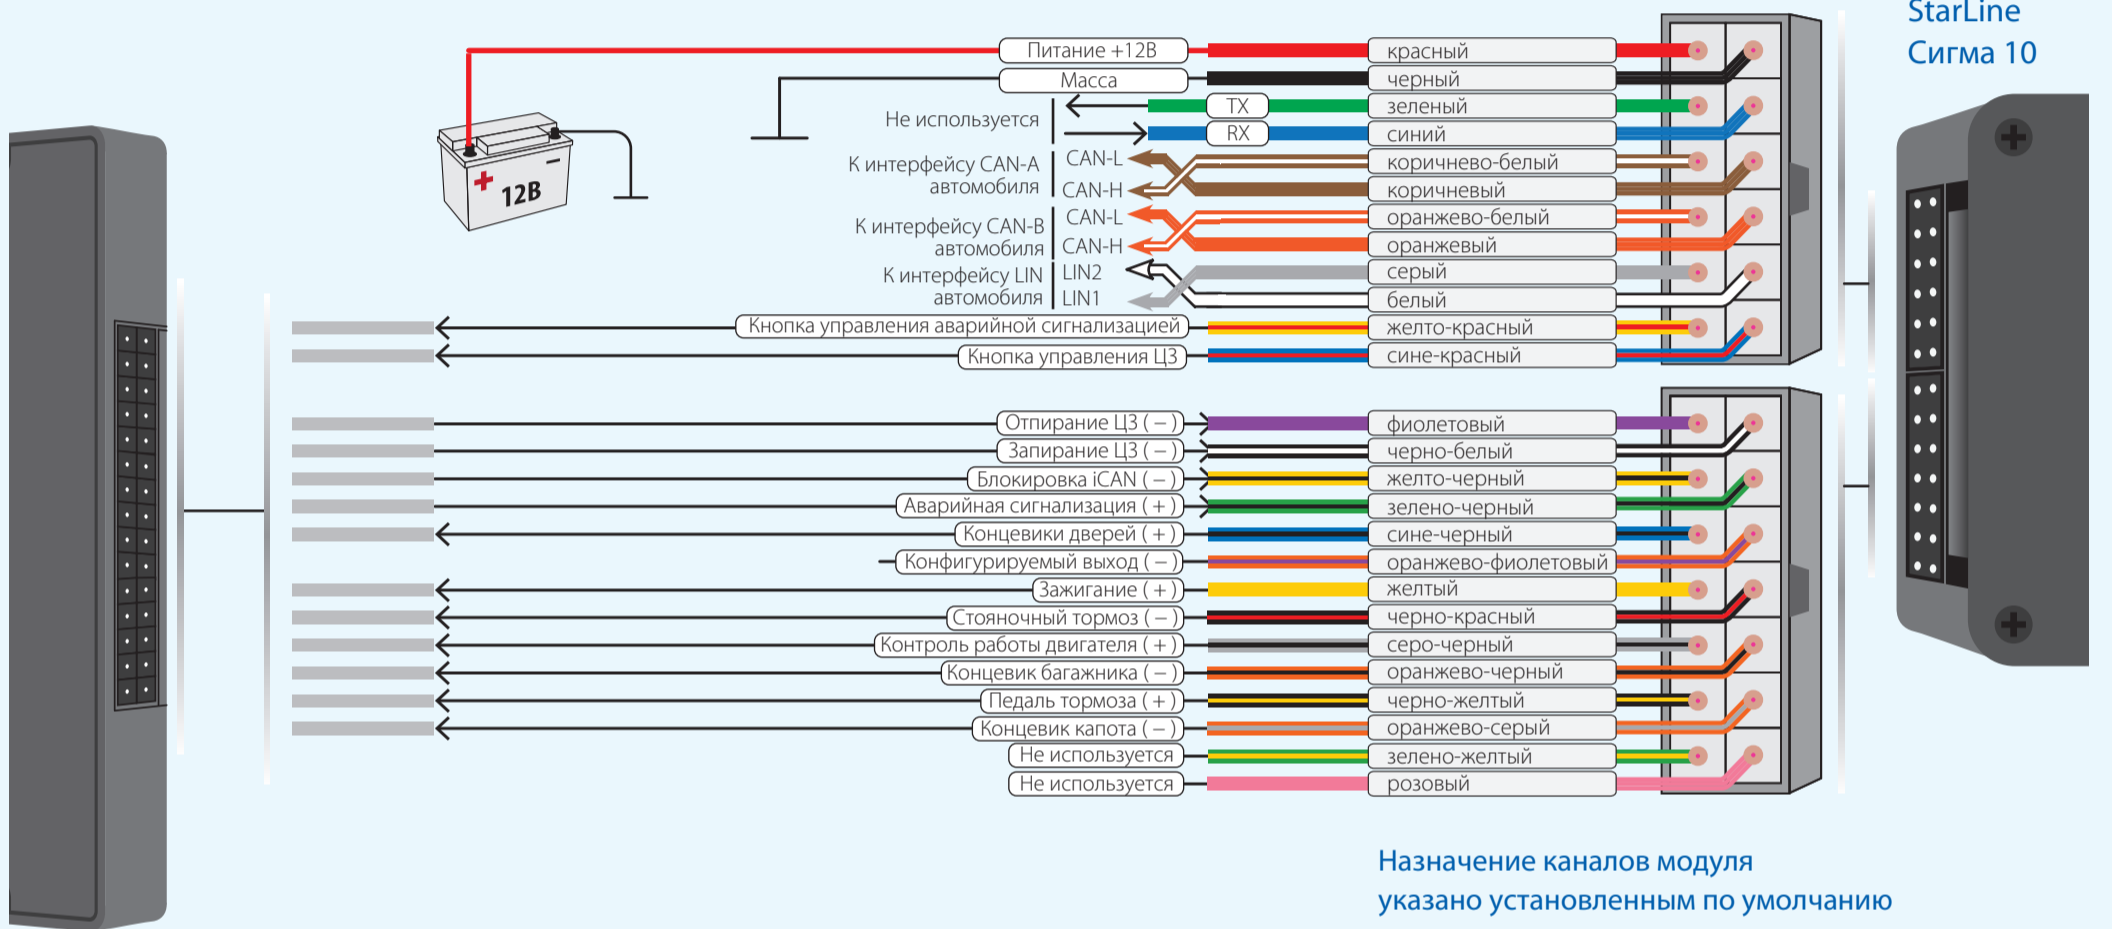 StarLine
Сигма 10
Питание +12В красный
Масса черный
Не используется TX зеленый
RX синий
К интерфейсу CAN-A
автомобиля
CAN-L коричнево-белый
CAN-H коричневый
К интерфейсу CAN-B
автомобиля
CAN-L оранжево-белый
CAN-H оранжевый
К интерфейсу LIN
автомобиля
LIN2 серый
LIN1 белый
12В
Кнопка управления аварийной сигнализацией желто-красный
Кнопка управления ЦЗ сине-красный
Отпирание ЦЗ ( − ) фиолетовый
Запирание ЦЗ ( − ) черно-белый
Блокировка iCAN ( − ) желто-черный
Аварийная сигнализация ( + ) зелено-черный
Концевики дверей ( + ) сине-черный
Конфигурируемый выход ( − ) оранжево-фиолетовый
Зажигание ( + ) желтый
Стояночный тормоз ( − ) черно-красный
Контроль работы двигателя ( + ) серо-черный
Концевик багажника ( − ) оранжево-черный
Педаль тормоза ( + ) черно-желтый
Концевик капота ( − ) оранжево-серый
Не используется зелено-желтый
Не используется розовый
Назначение каналов модуля
указано установленным по умолчанию